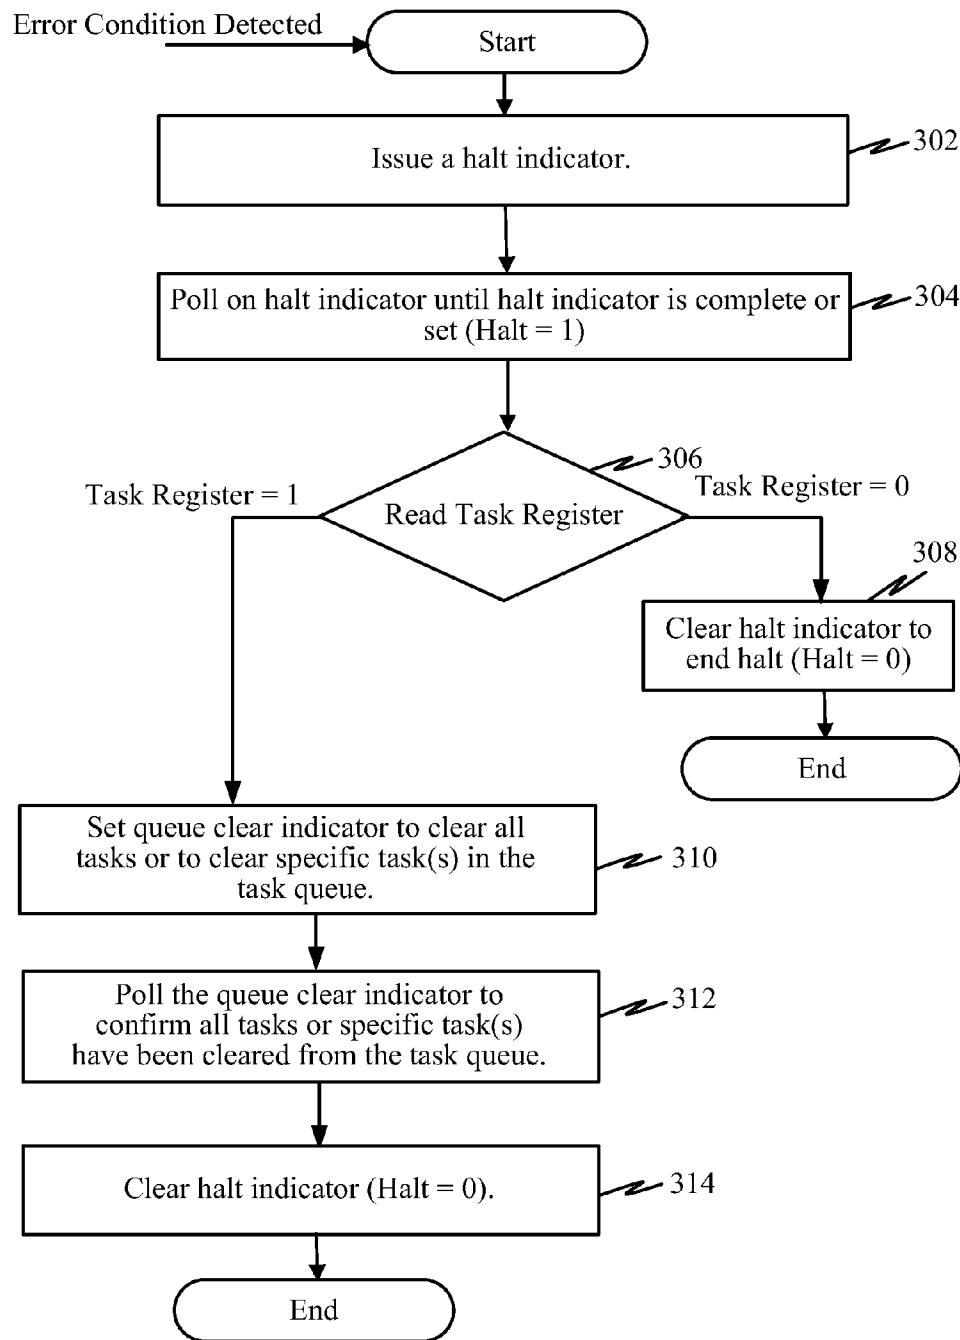 Error Condition Detected
Start
Issue a halt indicator.
302
Poll on halt indicator until halt indicator is complete or
set (Halt = 1)
304
306
Task Register = 1
Read Task Register
Task Register = 0
308
Clear halt indicator to
end halt (Halt = 0)
End
Set queue clear indicator to clear all
tasks or to clear specific task(s) in the
task queue.
310
Poll the queue clear indicator to
confirm all tasks or specific task(s)
have been cleared from the task queue.
312
Clear halt indicator (Halt = 0).
314
End